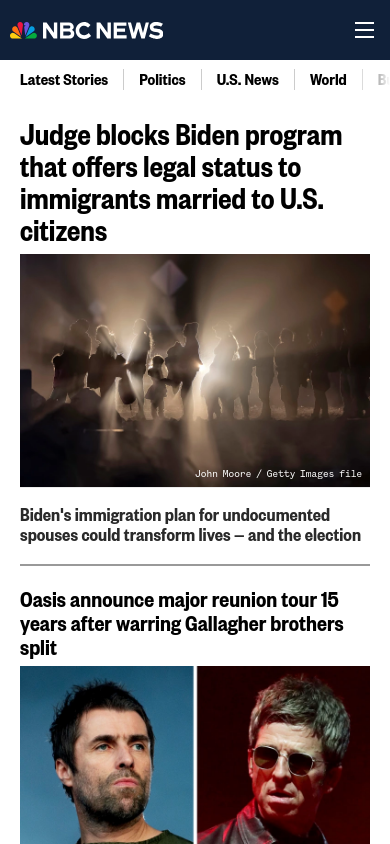 NBC NEWS
Latest Stories
Politics
U.S. News
World
Judge blocks Biden program
that offers legal status to
immigrants married to U.S.
citizens
John Moore / Getty Images file
Biden's immigration plan for undocumented
spouses could transform lives — and the election
Oasis announce major reunion tour 15
years after warring Gallagher brothers
split